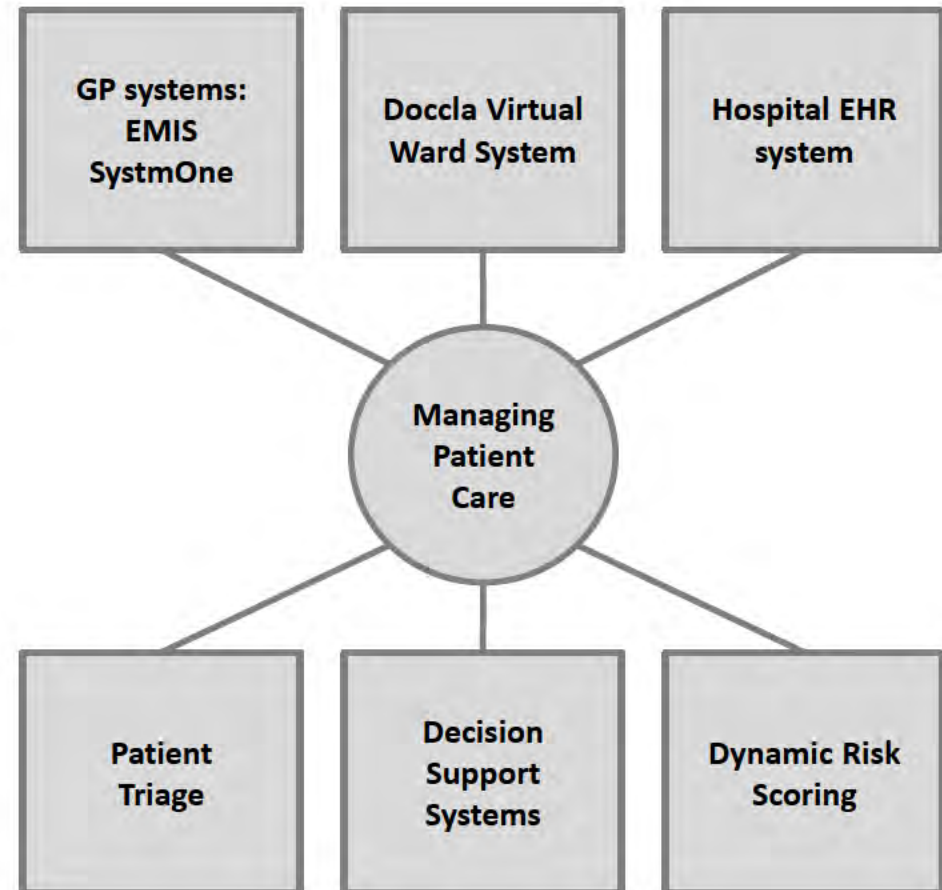 GP systems:
EMIS
SystmOne
Doccla Virtual
Ward System
Hospital EHR
system
Managing
Patient
Care
Patient
Triage
Decision
Support
Systems
Dynamic Risk
Scoring